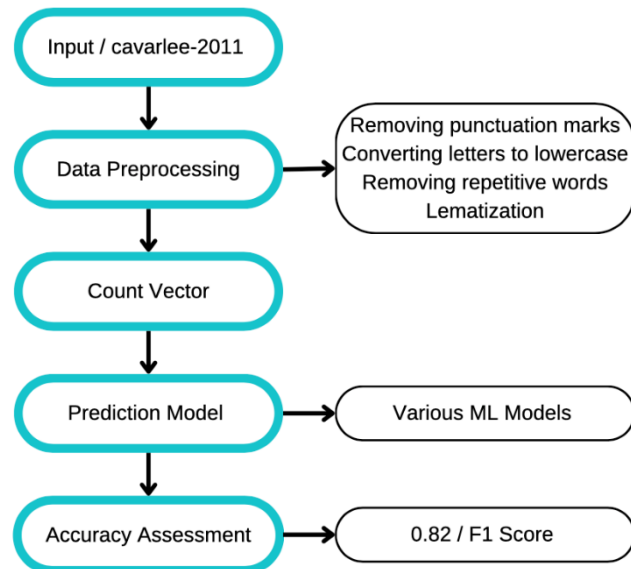 Input / cavarlee-2011
Data Preprocessing
Removing punctuation marks
Converting letters to lowercase
Removing repetitive words
Lematization
Count Vector
Prediction Model
Various ML Models
Accuracy Assessment
0.82 / F1 Score